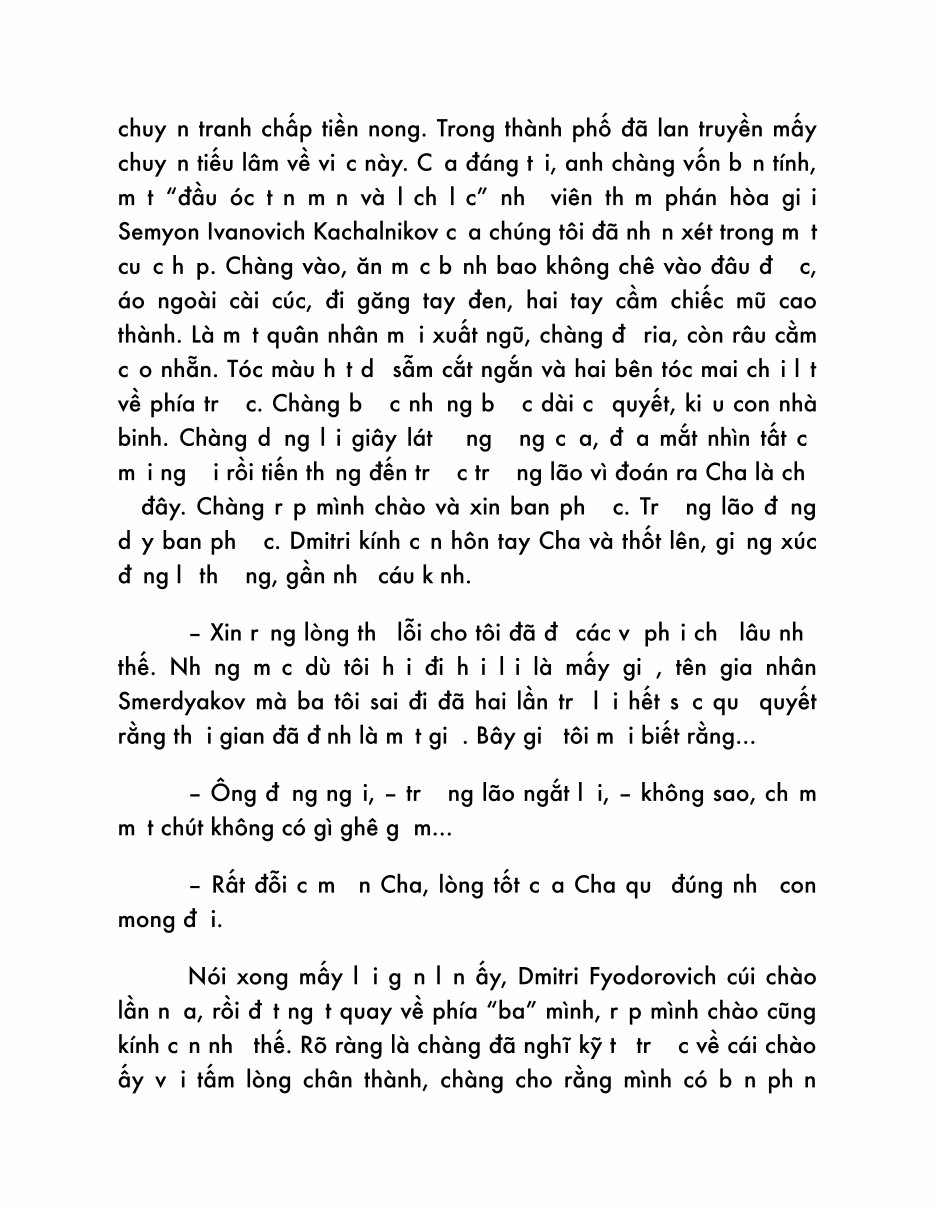 chuy n tranh chấp tiền nong. Trong thành phố đã lan truyền mấy
chuy n tiếu lâm về vi c này. C a đáng t i, anh chàng vốn b n tính,
m t “đầu óc t n m n và l ch l c” nh viên th m phán hòa gi i
Semyon Ivanovich Kachalnikov c a chúng tôi đã nh n xét trong m t
cu c h p. Chàng vào, ăn m c b nh bao không chê vào đâu đ c,
áo ngoài cài cúc, đi găng tay đen, hai tay cầm chiếc mũ cao
thành. Là m t quân nhân m i xuất ngũ, chàng đ ria, còn râu cằm
c o nhẵn. Tóc màu h t d sẫm cắt ngắn và hai bên tóc mai ch i l t
về phía tr c. Chàng b c nh ng b c dài c quyết, ki u con nhà
binh. Chàng d ng l i giây lát ng ng c a, đ a mắt nhìn tất c
m i ng i rồi tiến th ng đến tr c tr ng lão vì đoán ra Cha là ch
đây. Chàng r p mình chào và xin ban ph c. Tr ng lão đ ng
d y ban ph c. Dmitri kính c n hôn tay Cha và thốt lên, gi ng xúc
đ ng l th ng, gần nh cáu k nh.
– Xin r ng lòng th lỗi cho tôi đã đ các v ph i ch lâu nh
thế. Nh ng m c dù tôi h i đi h i l i là mấy gi , tên gia nhân
Smerdyakov mà ba tôi sai đi đã hai lần tr l i hết s c qu quyết
rằng th i gian đã đ nh là m t gi . Bây gi tôi m i biết rằng...
– Ông đ ng ng i, – tr ng lão ngắt l i, – không sao, ch m
m t chút không có gì ghê g m...
– Rất đỗi c m n Cha, lòng tốt c a Cha qu đúng nh con
mong đ i.
Nói xong mấy l i g n l n ấy, Dmitri Fyodorovich cúi chào
lần n a, rồi đ t ng t quay về phía “ba” mình, r p mình chào cũng
kính c n nh thế. Rõ ràng là chàng đã nghĩ kỹ t tr c về cái chào
ấy v i tấm lòng chân thành, chàng cho rằng mình có b n ph n